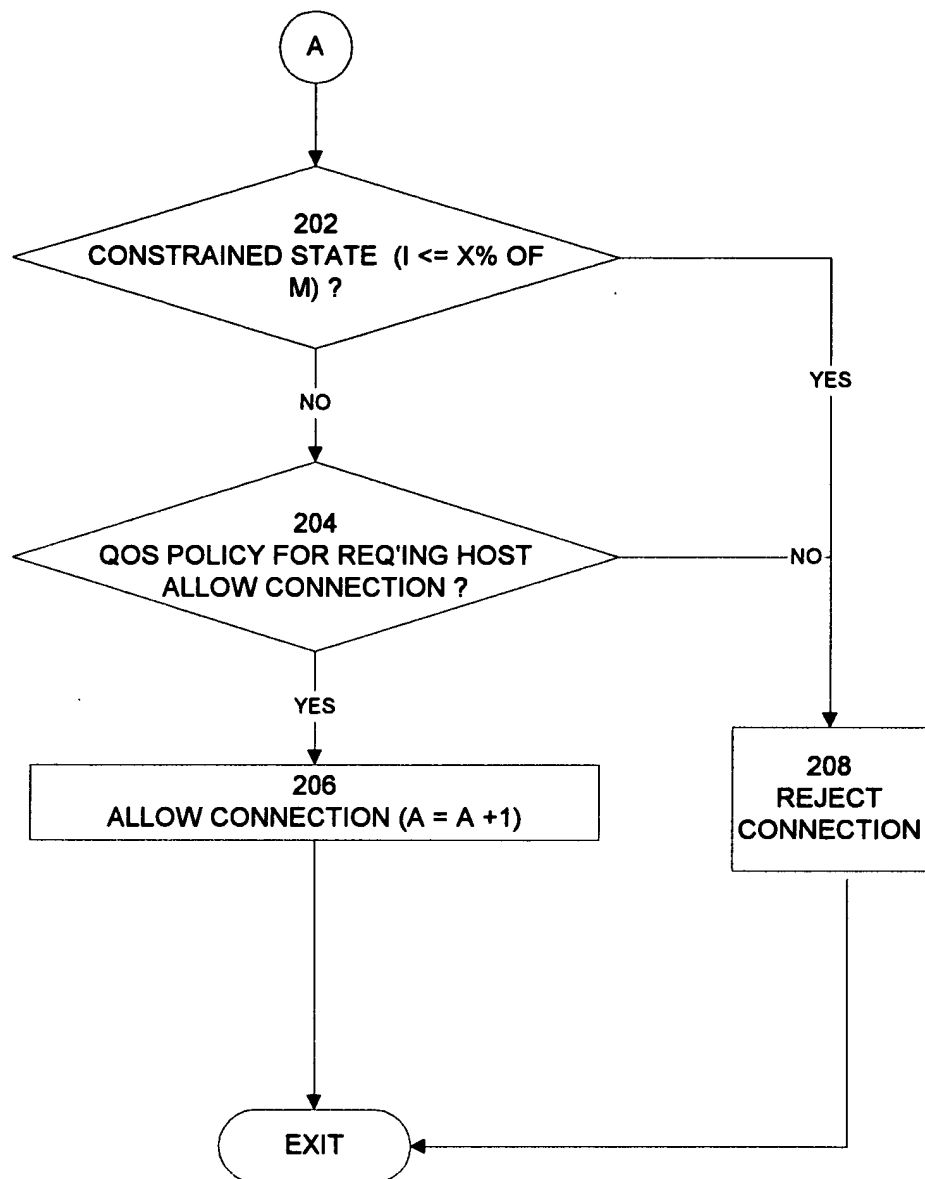 A
202
CONSTRAINED STATE (I <= X% OF
M) ?
YES
NO
204
QOS POLICY FOR REQ'ING HOST
ALLOW CONNECTION ?
NO
YES
206
ALLOW CONNECTION (A = A +1)
208
REJECT
CONNECTION
EXIT